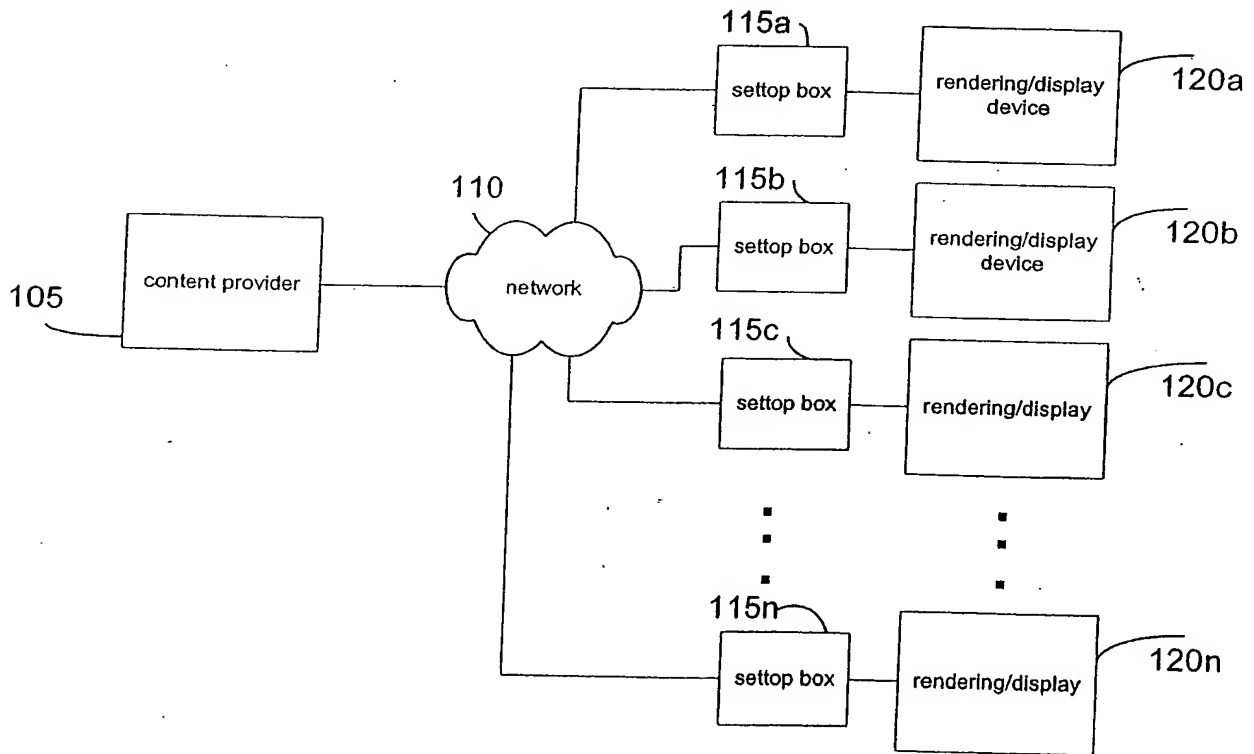 115a
settop box
rendering/display
device
120a
115b
110
settop box
rendering/display
device
120b
content provider
network
105
115c
settop box
rendering/display
120c
115n
settop box
rendering/display
120n